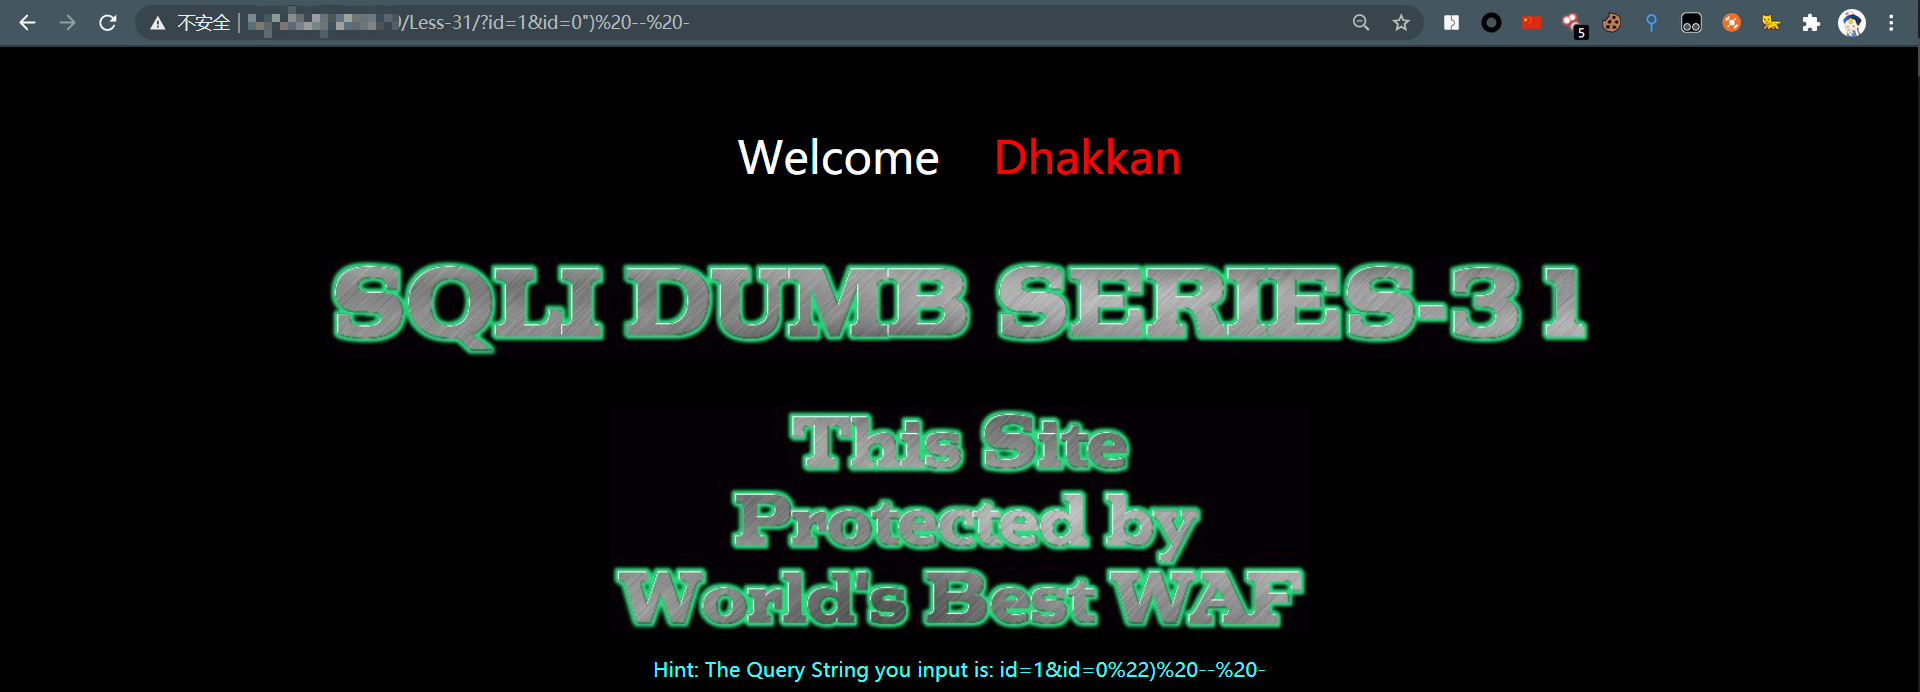 不安全 | /Less-31/?id=1&id=0")%20--%20-
5
Welcome Dhakkan
SQLI DUMB SERIES-31
This Site
Protected by
World's Best WAF
Hint: The Query String you input is: id=1&id=0%22)%20--%20-